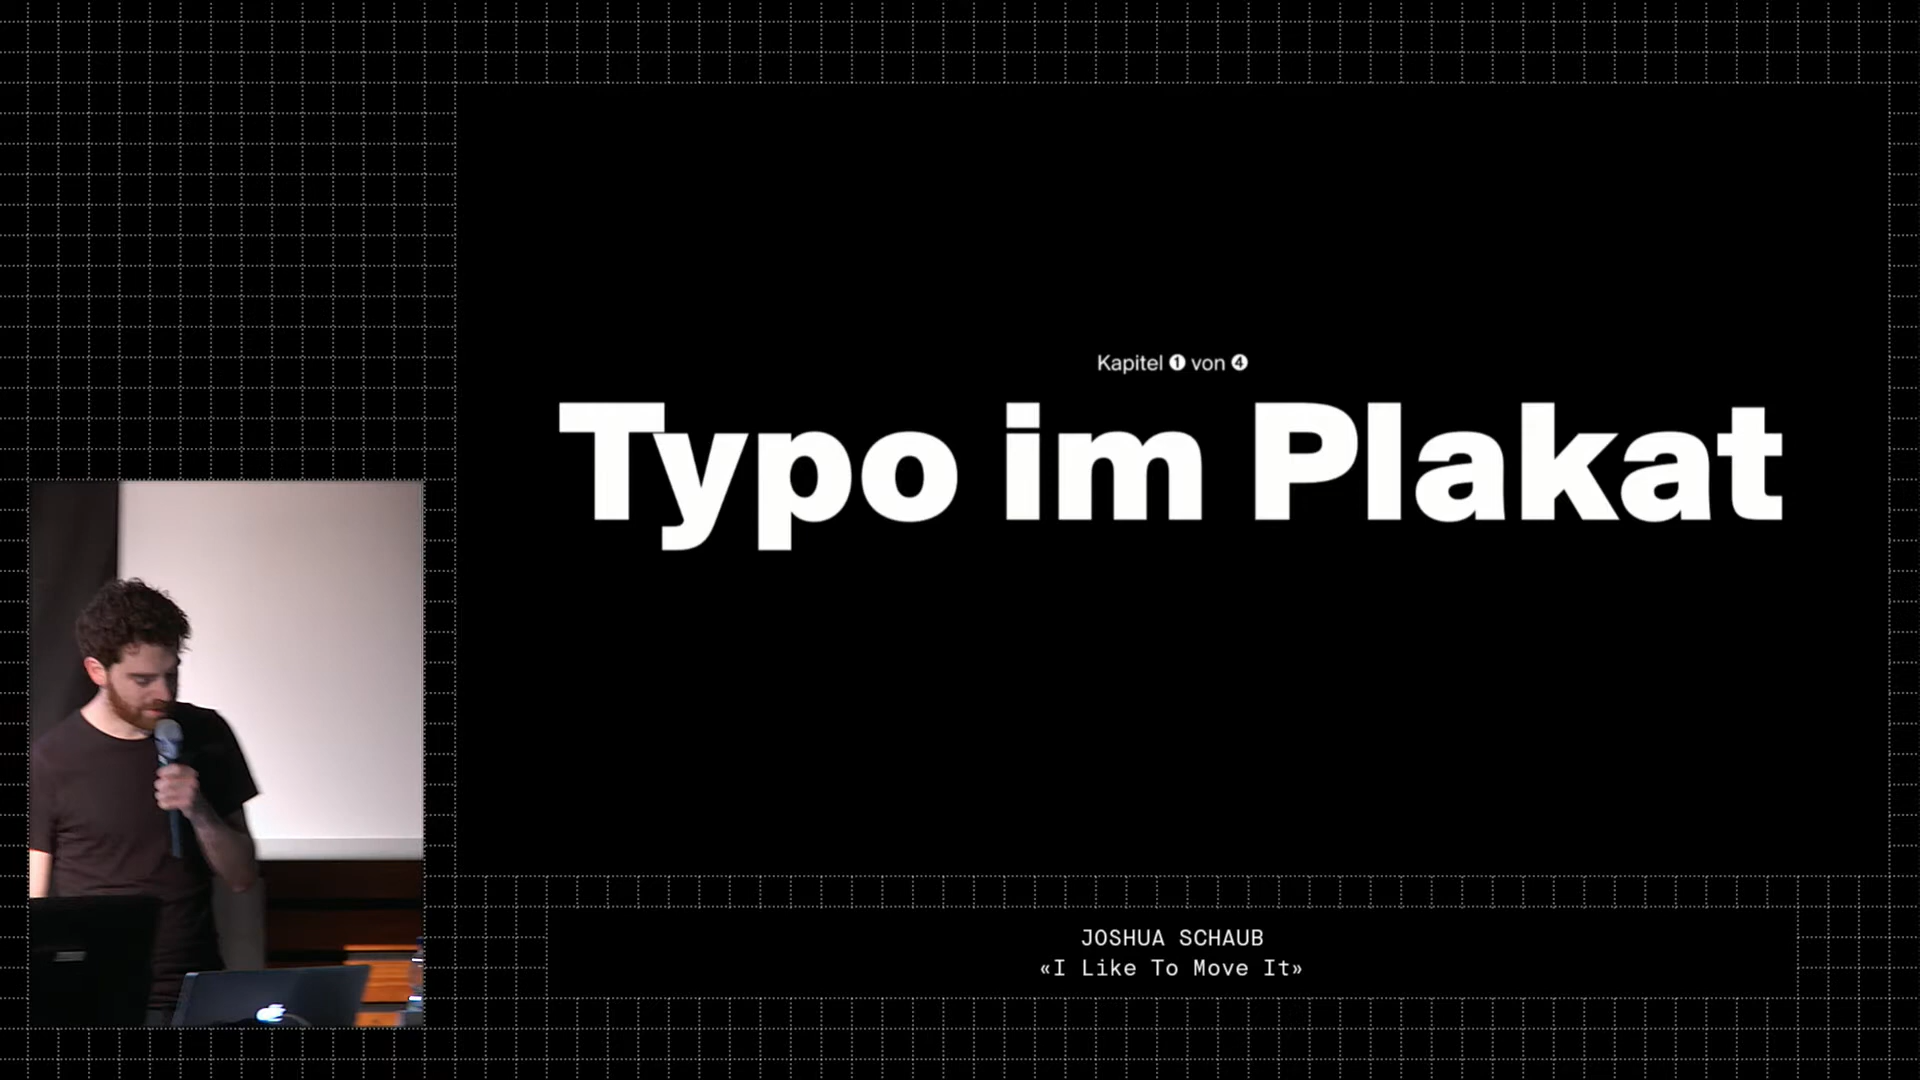 Kapitel ❶ von ❹
Typo im Plakat
JOSHUA SCHAUB
«I Like To Move It»